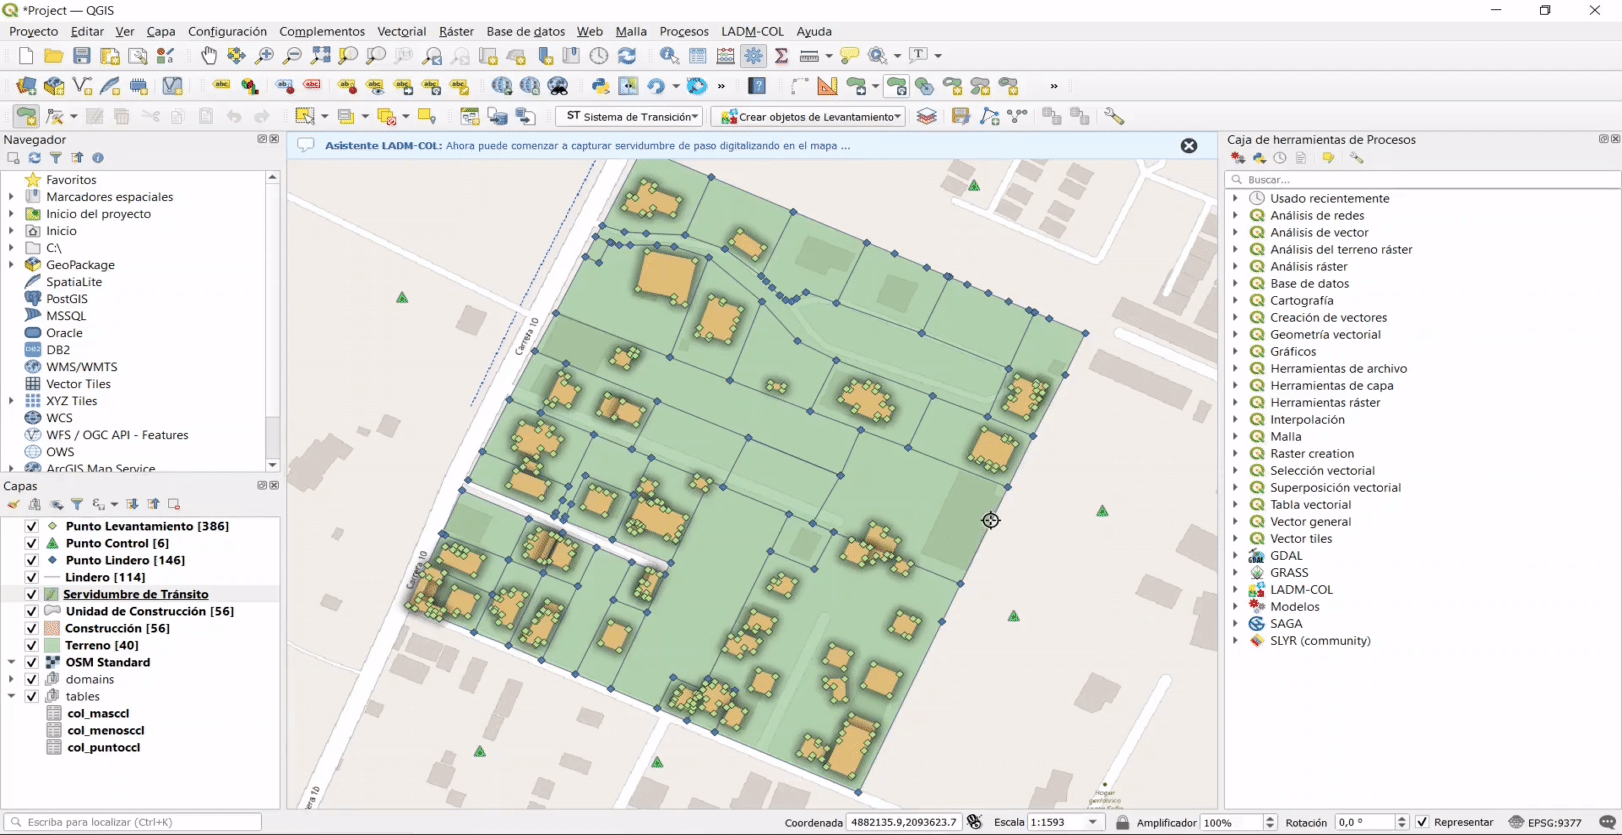 *Project — QGIS
Proyecto Editar Ver Capa Configuración Complementos Vectorial Ráster Base de datos Web Malla Procesos LADM-COL Ayuda
ST Sistema de Transición
Crear objetos de Levantamiento
Navegador
Favoritos
Marcadores espaciales
Inicio del proyecto
Inicio
C:\
GeoPackage
SpatiaLite
PostGIS
MSSQL
Oracle
DB2
WMS/WMTS
Vector Tiles
XYZ Tiles
WCS
WFS / OGC API - Features
OWS
ArcGIS Map Service
Capas
Punto Levantamiento [386]
Punto Control [6]
Punto Lindero [146]
Lindero [114]
Servidumbre de Tránsito
Unidad de Construcción [56]
Construcción [56]
Terreno [40]
OSM Standard
domains
tables
col_masccl
col_menosccl
col_puntoccl
Asistente LADM-COL: Ahora puede comenzar a capturar servidumbre de paso digitalizando en el mapa ...
Carrera 10
Carrera 10
Hogar
Caja de herramientas de Procesos
Buscar...
Usado recientemente
Análisis de redes
Análisis de vector
Análisis del terreno ráster
Análisis ráster
Base de datos
Cartografía
Creación de vectores
Geometría vectorial
Gráficos
Herramientas de archivo
Herramientas de capa
Herramientas ráster
Interpolación
Malla
Raster creation
Selección vectorial
Superposición vectorial
Tabla vectorial
Vector general
Vector tiles
GDAL
GRASS
LADM-COL
Modelos
SAGA
SLYR (community)
Escriba para localizar (Ctrl+K)
Coordenada 4882135.9,2093623.7 Escala 1:1593 Amplificador 100% Rotación 0,0 ° Representar EPSG:9377